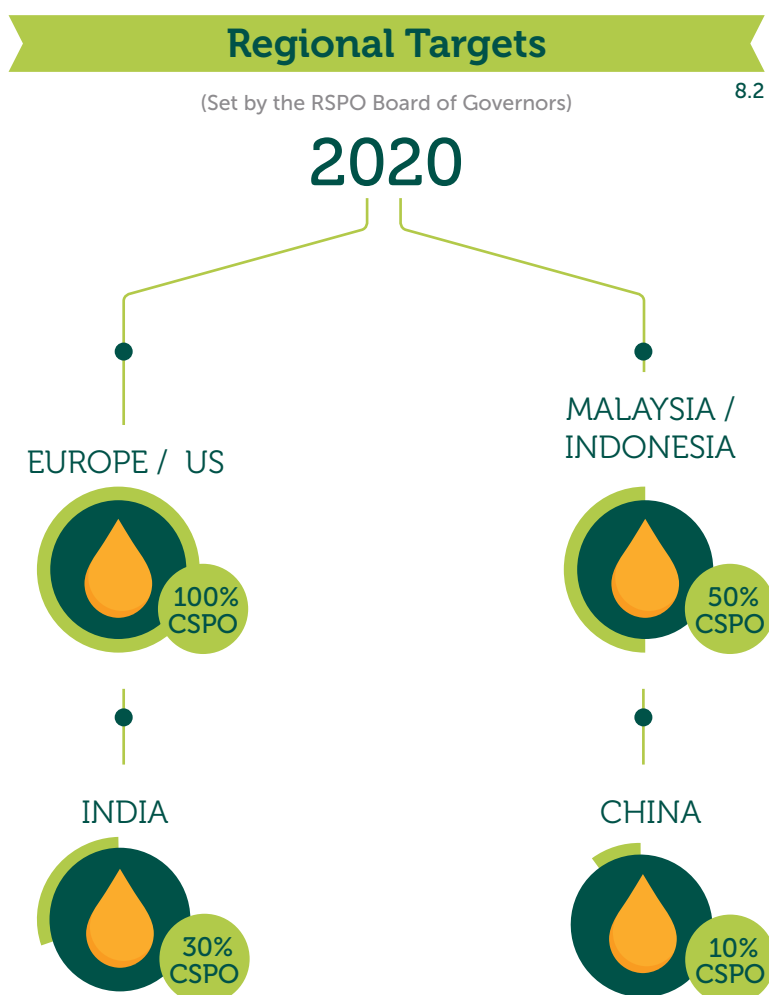 Regional Targets
8.2
(Set by the RSPO Board of Governors)
2020
EUROPE / US
100%
CSPO
MALAYSIA /
INDONESIA
50%
CSPO
INDIA
30%
CSPO
CHINA
10%
CSPO